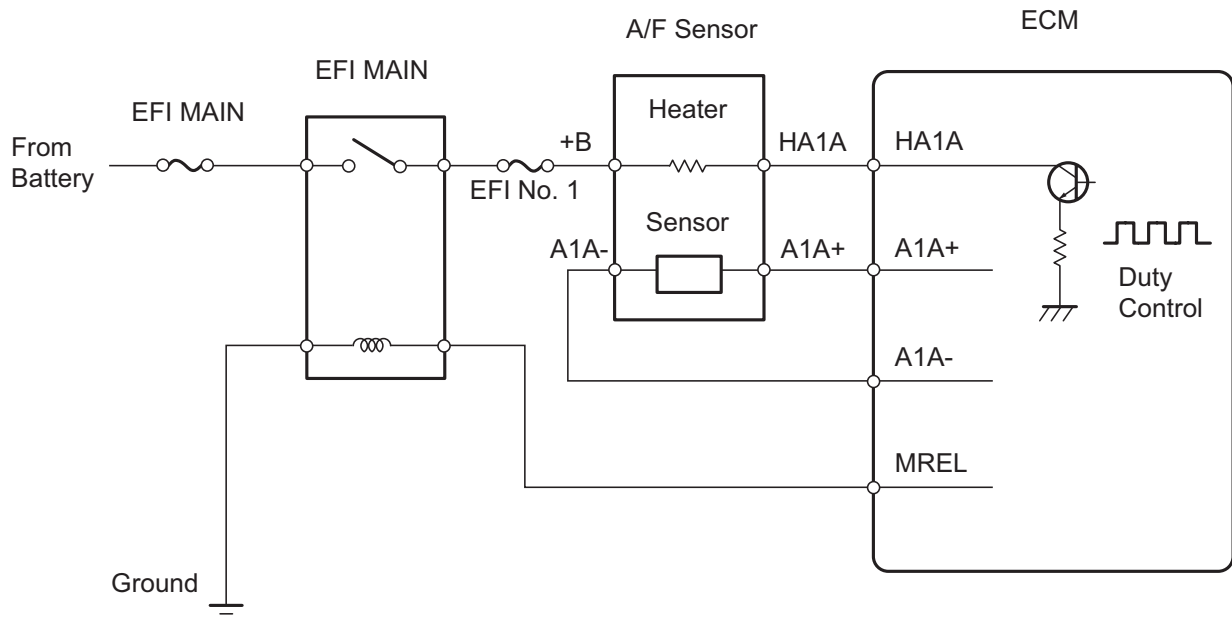 ECM
A/F Sensor
EFI MAIN
EFI MAIN
From
Battery
EFI No. 1
+B
Heater
HA1A
HA1A
Sensor
A1A-
A1A+
A1A+
Duty
Control
A1A-
MREL
Ground